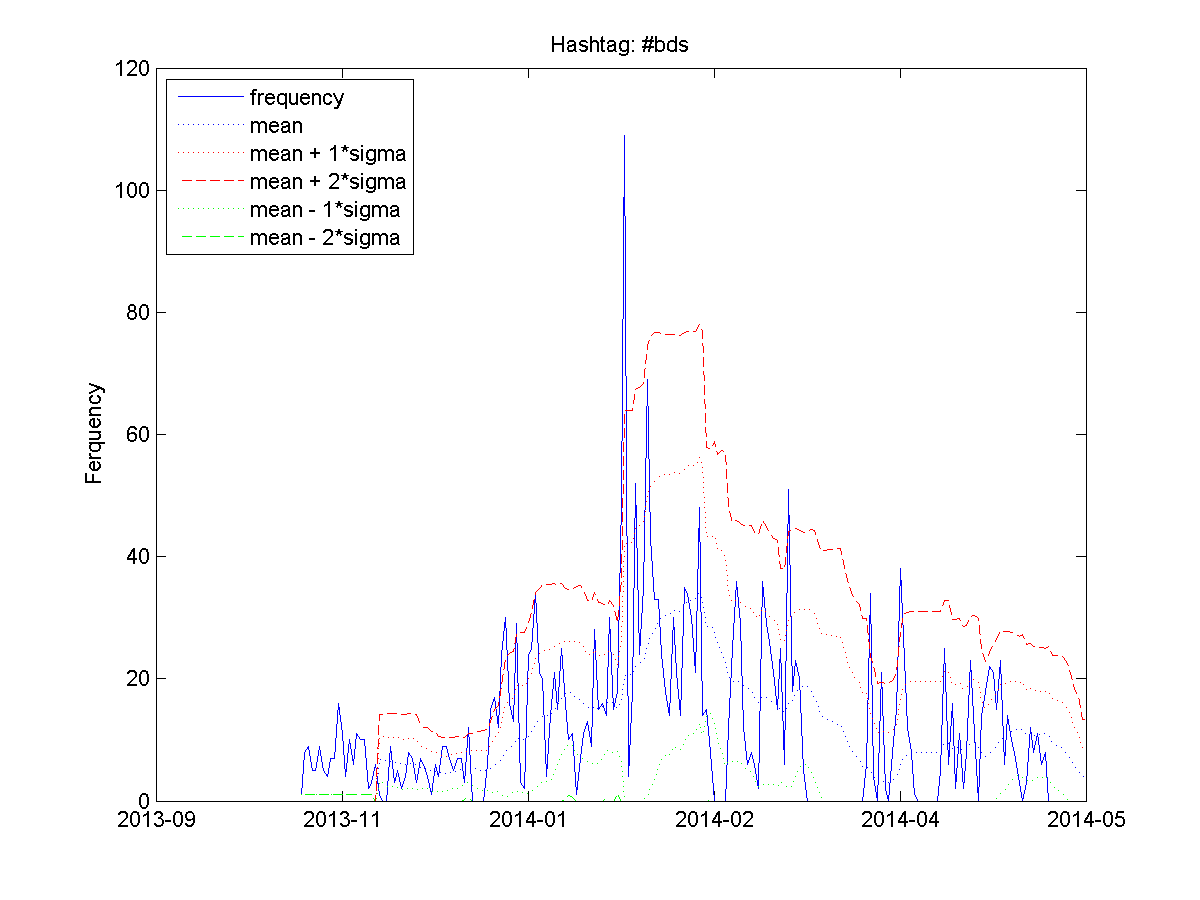 Hashtag: #bds
120
100
80
60
40
20
0
Ferquency
frequency
mean
mean + 1*sigma
mean + 2*sigma
mean - 1*sigma
mean - 2*sigma
2013-09 2013-11 2014-01 2014-02 2014-04 2014-05